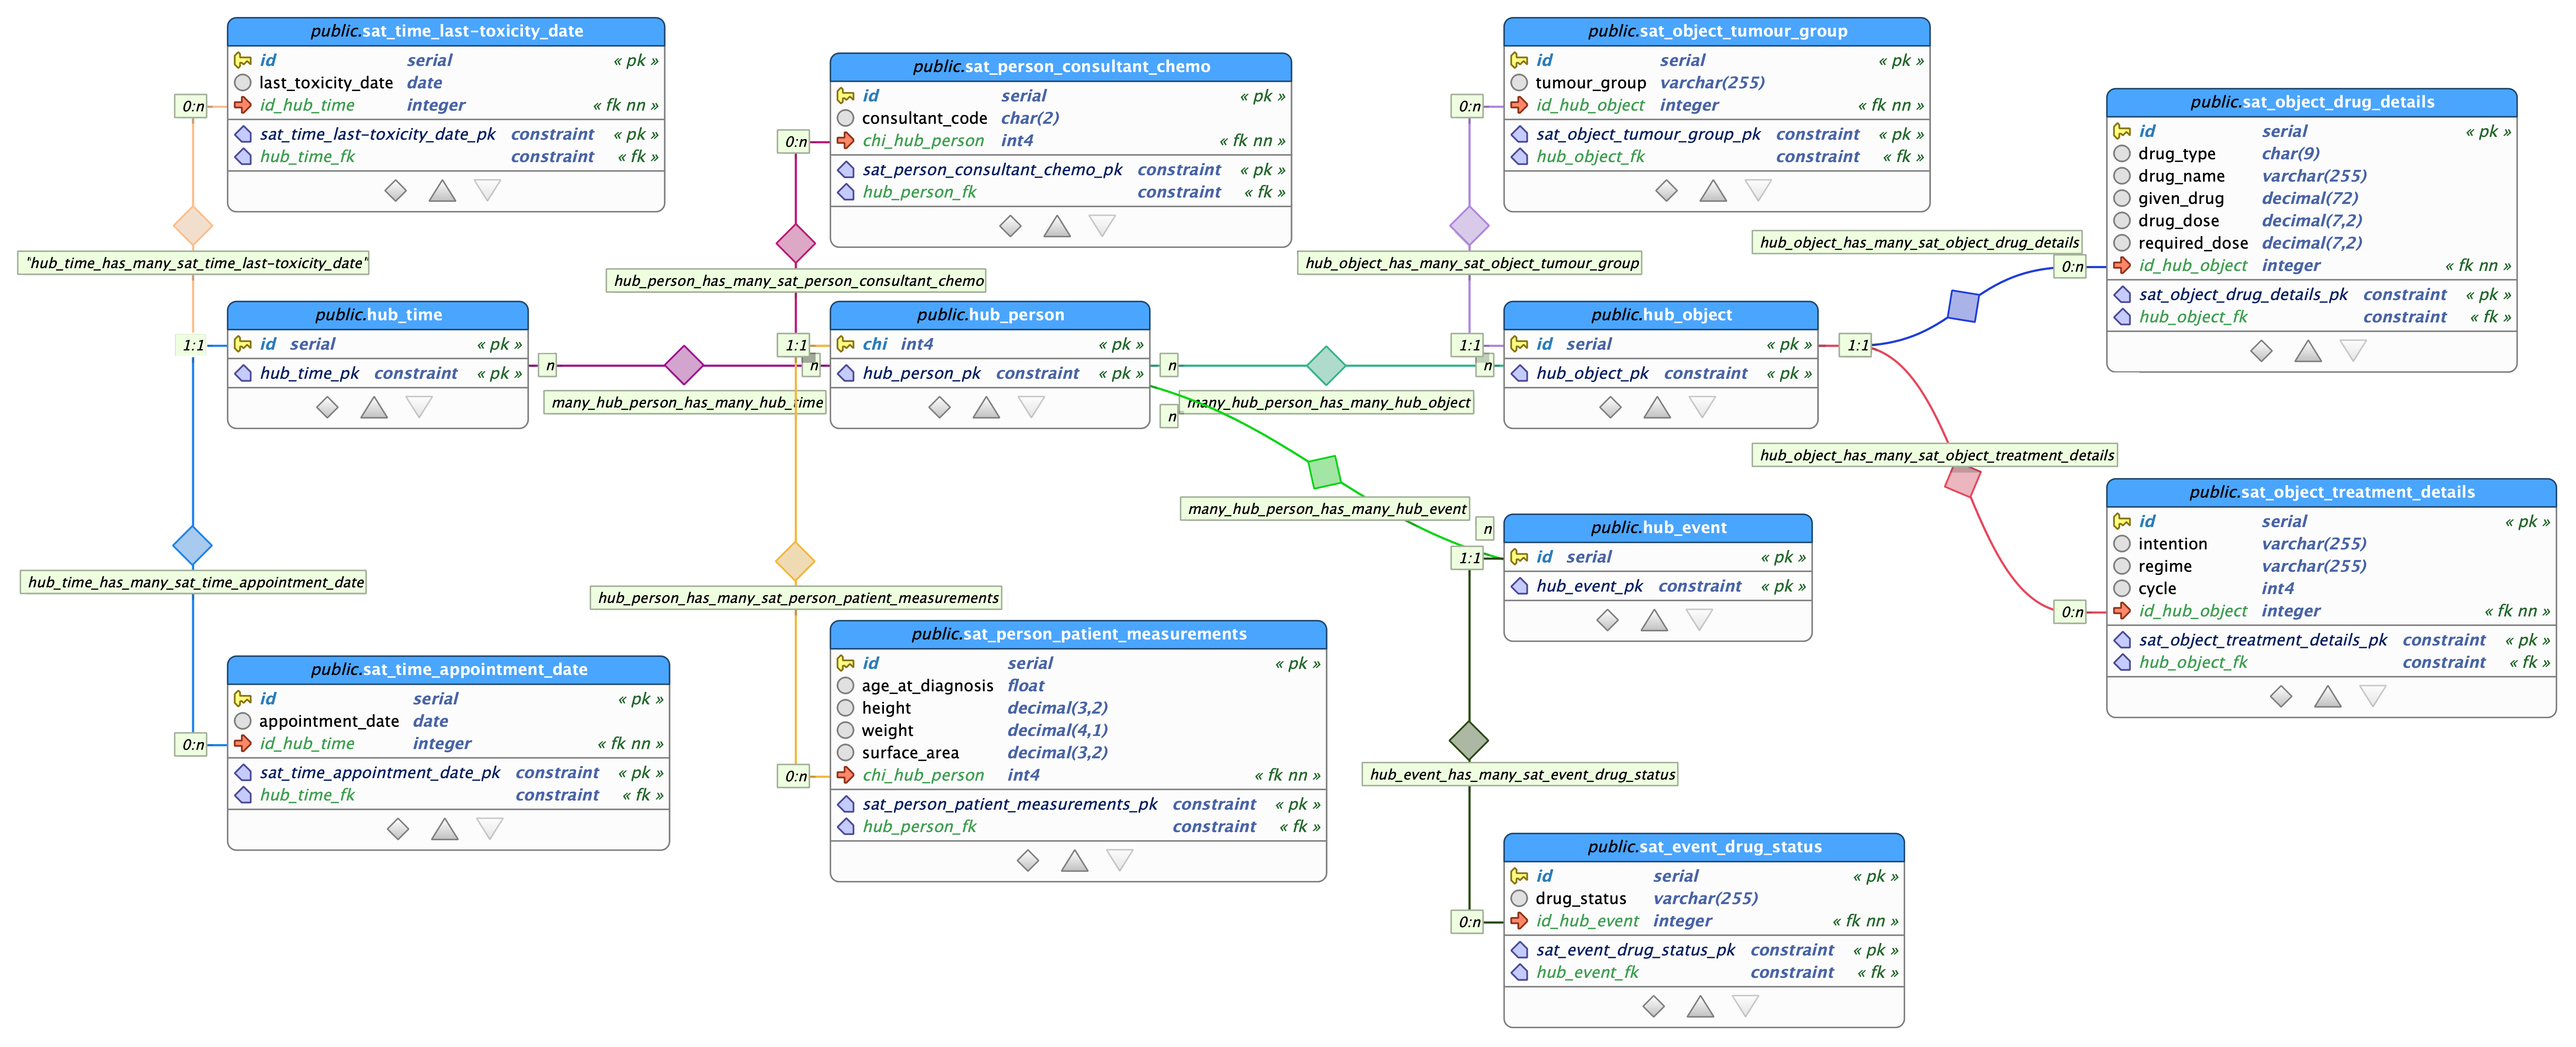 public.sat_time_last-toxicity_date
id serial « pk »
last_toxicity_date date
id_hub_time integer « fk nn »
sat_time_last-toxicity_date_pk constraint « pk »
hub_time_fk constraint « fk »
0:n
"hub_time_has_many_sat_time_last-toxicity_date"
1:1
public.hub_time
id serial « pk »
hub_time_pk constraint « pk »
n
n
many_hub_person_has_many_hub_time
hub_time_has_many_sat_time_appointment_date
0:n
public.sat_time_appointment_date
id serial « pk »
appointment_date date
id_hub_time integer « fk nn »
sat_time_appointment_date_pk constraint « pk »
hub_time_fk constraint « fk »
public.sat_person_consultant_chemo
id serial « pk »
consultant_code char(2)
chi_hub_person int4 « fk nn »
sat_person_consultant_chemo_pk constraint « pk »
hub_person_fk constraint « fk »
0:n
hub_person_has_many_sat_person_consultant_chemo
1:1
public.hub_person
chi int4 « pk »
hub_person_pk constraint « pk »
n
n
many_hub_person_has_many_hub_object
n
many_hub_person_has_many_hub_event
n
hub_person_has_many_sat_person_patient_measurements
0:n
public.sat_person_patient_measurements
id serial « pk »
age_at_diagnosis float
height decimal(3,2)
weight decimal(4,1)
surface_area decimal(3,2)
chi_hub_person int4 « fk nn »
sat_person_patient_measurements_pk constraint « pk »
hub_person_fk constraint « fk »
public.sat_object_tumour_group
id serial « pk »
tumour_group varchar(255)
id_hub_object integer « fk nn »
sat_object_tumour_group_pk constraint « pk »
hub_object_fk constraint « fk »
0:n
hub_object_has_many_sat_object_tumour_group
1:1
public.hub_object
id serial « pk »
hub_object_pk constraint « pk »
1:1
hub_object_has_many_sat_object_drug_details
0:n
hub_object_has_many_sat_object_treatment_details
0:n
public.hub_event
id serial « pk »
hub_event_pk constraint « pk »
1:1
hub_event_has_many_sat_event_drug_status
0:n
public.sat_event_drug_status
id serial « pk »
drug_status varchar(255)
id_hub_event integer « fk nn »
sat_event_drug_status_pk constraint « pk »
hub_event_fk constraint « fk »
public.sat_object_drug_details
id serial « pk »
drug_type char(9)
drug_name varchar(255)
given_drug decimal(72)
drug_dose decimal(7,2)
required_dose decimal(7,2)
id_hub_object integer « fk nn »
sat_object_drug_details_pk constraint « pk »
hub_object_fk constraint « fk »
public.sat_object_treatment_details
id serial « pk »
intention varchar(255)
regime varchar(255)
cycle int4
id_hub_object integer « fk nn »
sat_object_treatment_details_pk constraint « pk »
hub_object_fk constraint « fk »